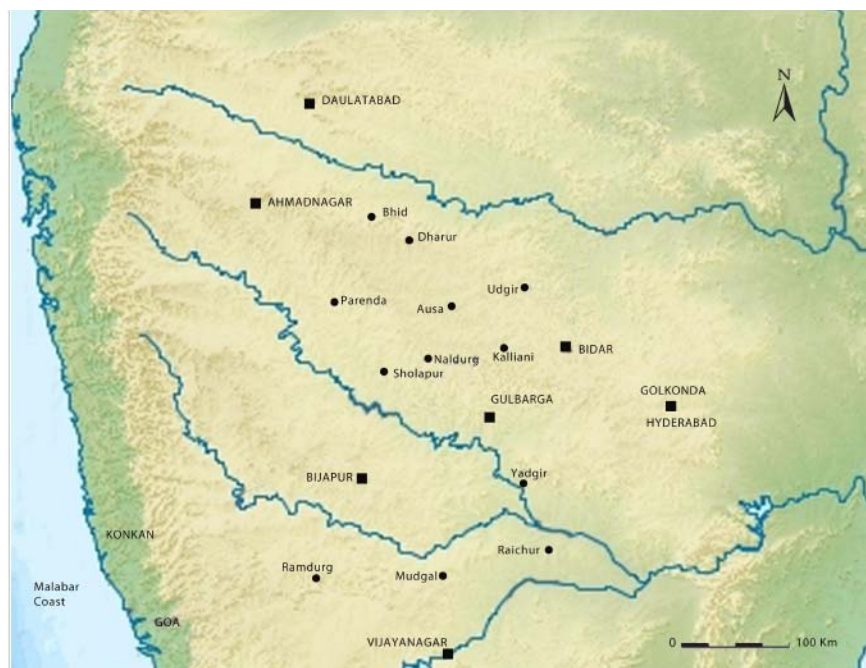 N
DAULATABAD
AHMADNAGAR
Bhid
Dharur
Udgir
Parenda
Ausa
BIDAR
Kalliani
Naldurg
Sholapur
GOLKONDA
GULBARGA
HYDERABAD
Yadgir
BIJAPUR
KONKAN
Raichur
Ramdurg
Mudgal
Malabar
Coast
GOA
VIJAYANAGAR
0
100 Km